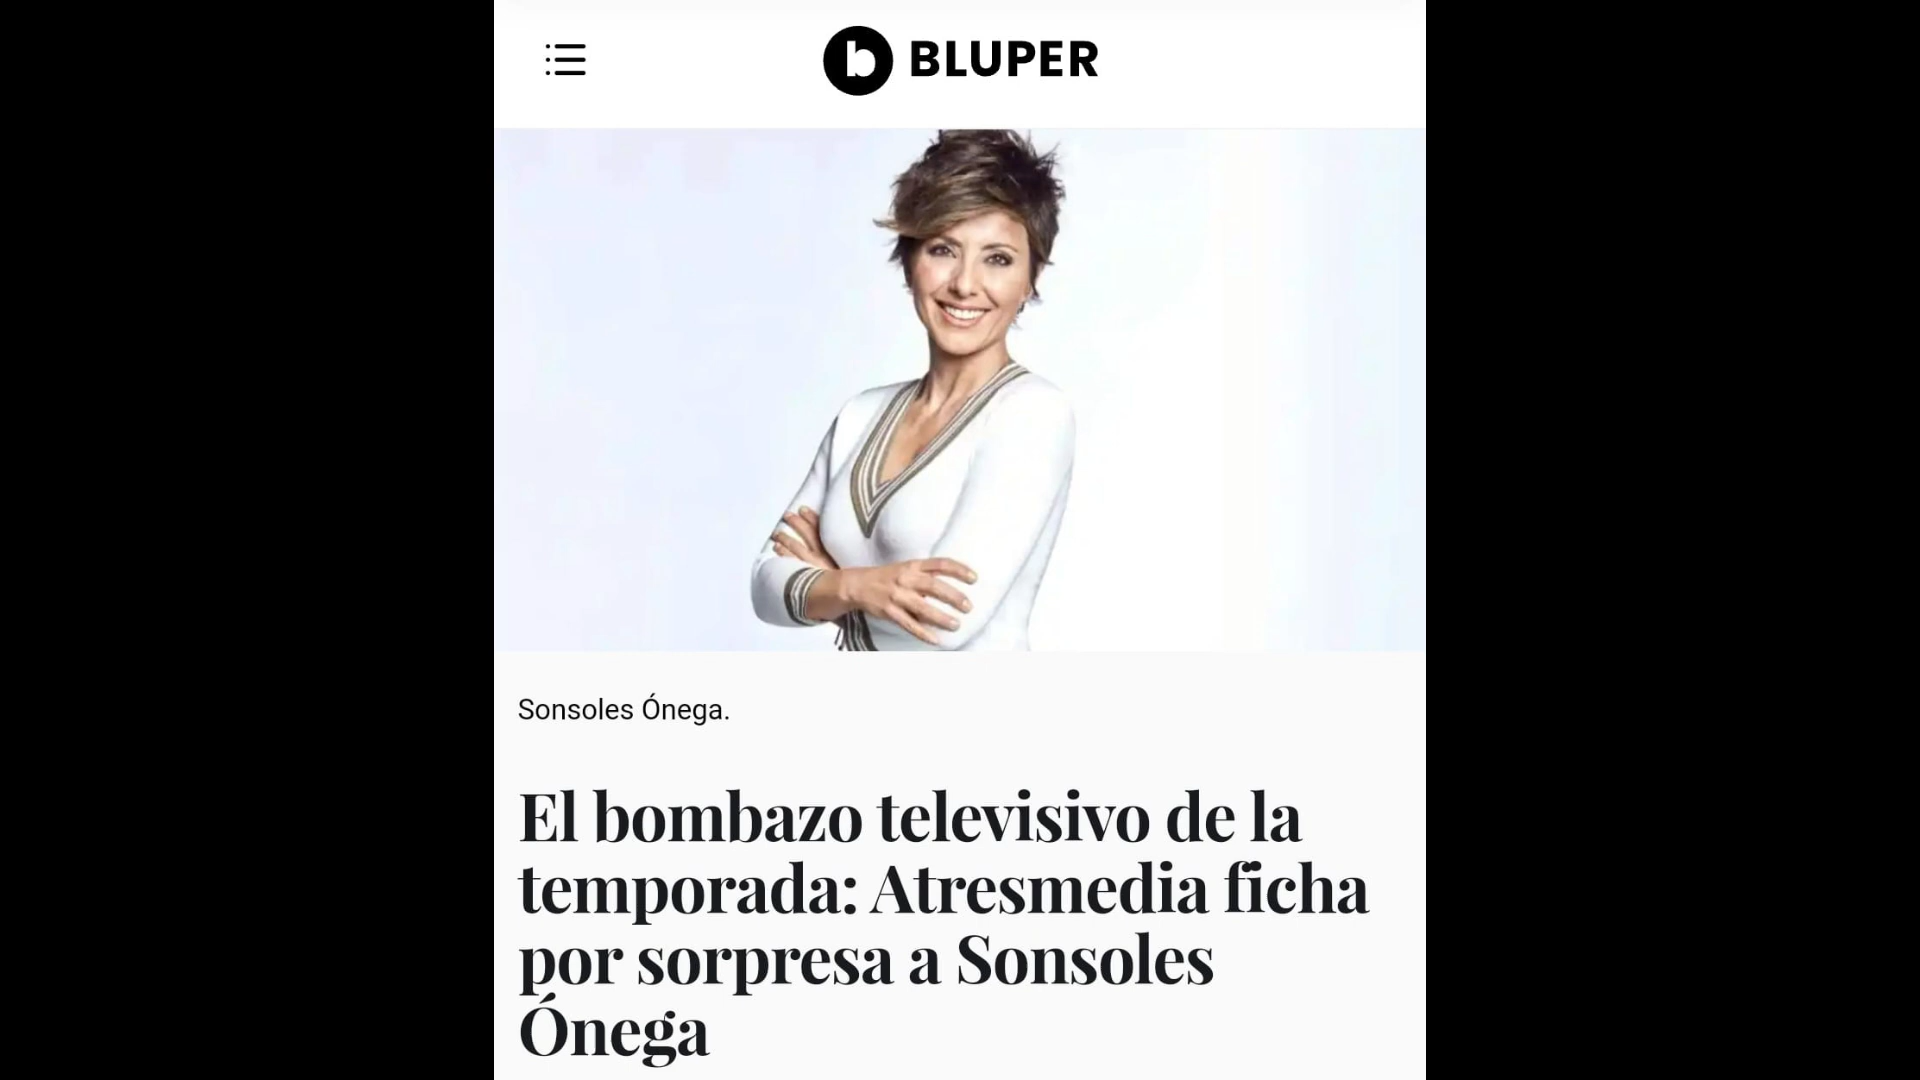 b BLUPER
Sonsoles Ónega.
El bombazo televisivo de la
temporada: Atresmedia ficha
por sorpresa a Sonsoles
Ónega